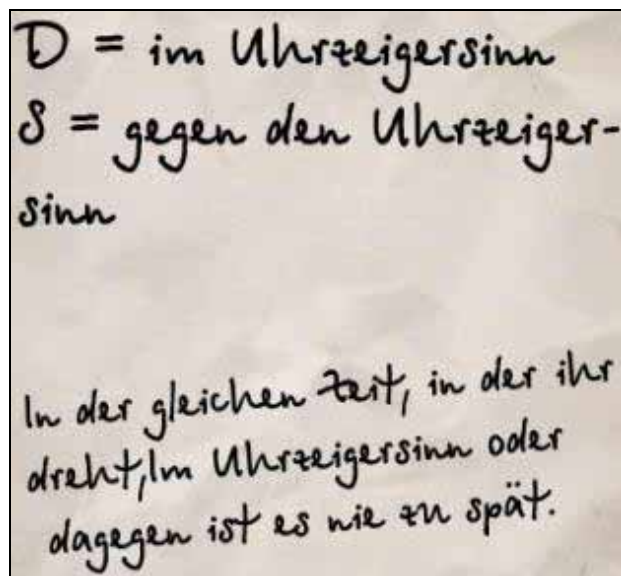 D = im Uhrzeigersinn
S = gegen den Uhrzeiger-
sinn
In der gleichen Zeit, in der ihr
dreht,Im Uhrzeigersinn oder
dagegen ist es nie zu spät.